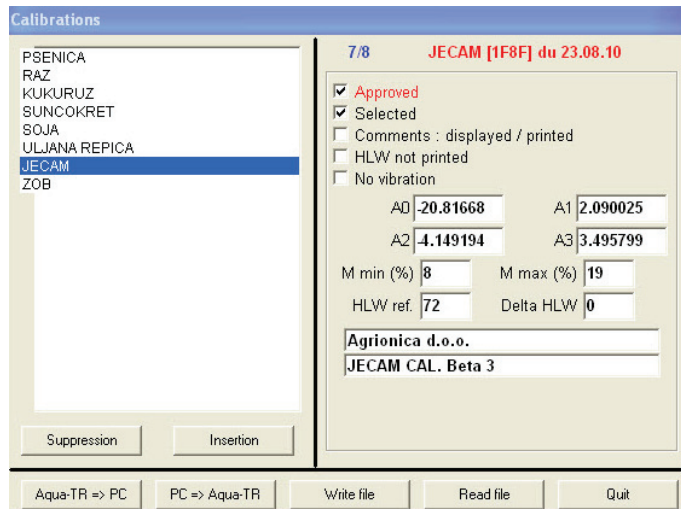 Calibrations
PSENICA
RAZ
KUKURUZ
SUNCOKRET
SOJA
ULJANA REPICA
JECAM
ZOB
Suppression Insertion
7/8 JECAM [1F8F] du 23.08.10
Approved
Selected
Comments : displayed / printed
HLW not printed
No vibration
A0 -20.81668 A1 2.090025
A2 -4.149194 A3 3.495799
M min (%) 8 M max (%) 19
HLW ref. 72 Delta HLW 0
Agrionica d.o.o.
JECAM CAL. Beta 3
Aqua-TR => PC PC => Aqua-TR Write file Read file Quit